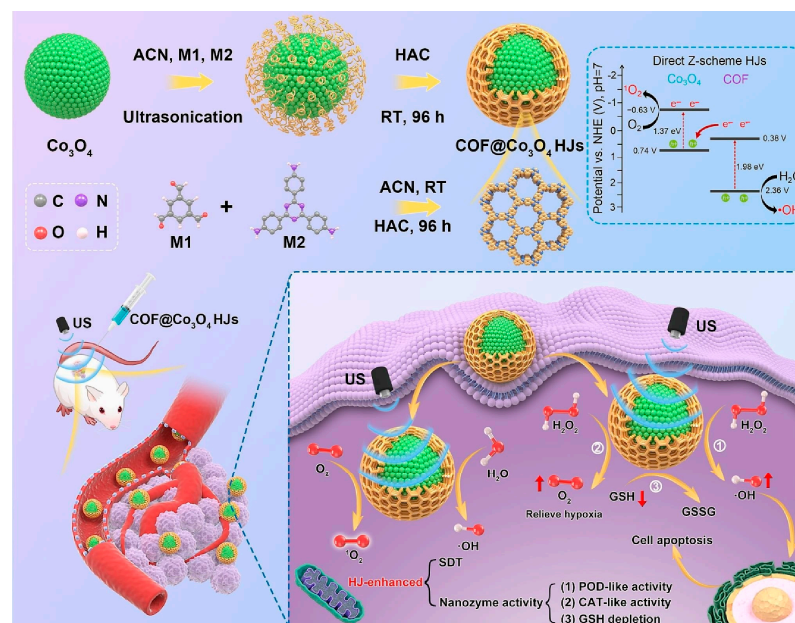 ACN, M1, M2
Ultrasonication
HAC
RT, 96 h
Co₃O₄
COF@Co₃O₄ HJs
Direct Z-scheme HJs
Co₃O₄ COF
Potential vs. NHE (V), pH=7
-2
-1
0
1
2
3
¹O₂
O₂
-0.63 V
e⁻ e⁻
1.37 eV
0.74 V
h⁺ h⁺
e⁻ e⁻
0.38 V
1.98 eV
2.36 V
h⁺ h⁺
H₂O
·OH
C N
O H
M1
+
M2
ACN, RT
HAC, 96 h
US
COF@Co₃O₄ HJs
US
US
O₂
¹O₂
H₂O
·OH
H₂O₂
H₂O₂
②
①
③
O₂
Relieve hypoxia
GSH
GSSG
·OH
Cell apoptosis
HJ-enhanced
SDT
Nanozyme activity
(1) POD-like activity
(2) CAT-like activity
(3) GSH depletion